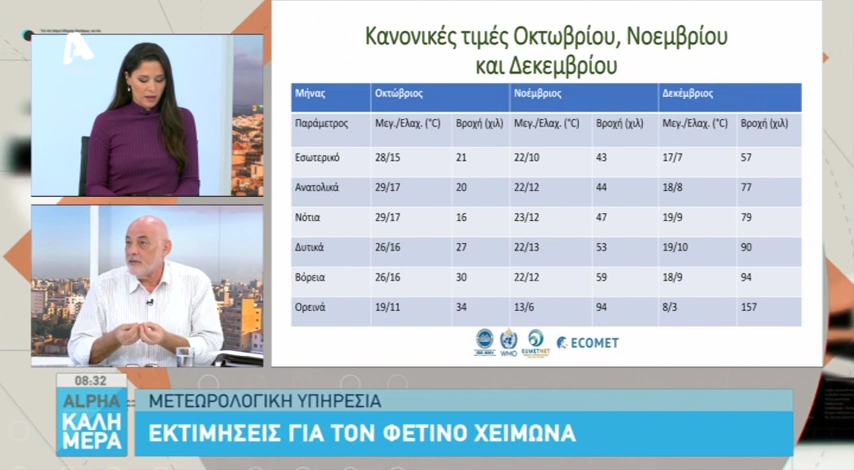 Κανονικές τιμές Οκτωβρίου, Νοεμβρίου
και Δεκεμβρίου
Μήνας Οκτώβριος Νοέμβριος Δεκέμβριος
Παράμετρος Μεγ./Ελαχ. (°C) Βροχή (χιλ) Μεγ./Ελαχ. (°C) Βροχή (χιλ) Μεγ./Ελαχ. (°C) Βροχή (χιλ)
Εσωτερικό 28/15 21 22/10 43 17/7 57
Ανατολικά 29/17 20 22/12 44 18/8 77
Νότια 29/17 16 23/12 47 19/9 79
Δυτικά 26/16 27 22/13 53 19/10 90
Βόρεια 26/16 30 22/12 59 18/9 94
Ορεινά 19/11 34 13/6 94 8/3 157
WMO EUMETNET ECOMET
08:32
ALPHA
ΚΑΛΗ
ΜΕΡΑ
ΜΕΤΕΩΡΟΛΟΓΙΚΗ ΥΠΗΡΕΣΙΑ
ΕΚΤΙΜΗΣΕΙΣ ΓΙΑ ΤΟΝ ΦΕΤΙΝΟ ΧΕΙΜΩΝΑ